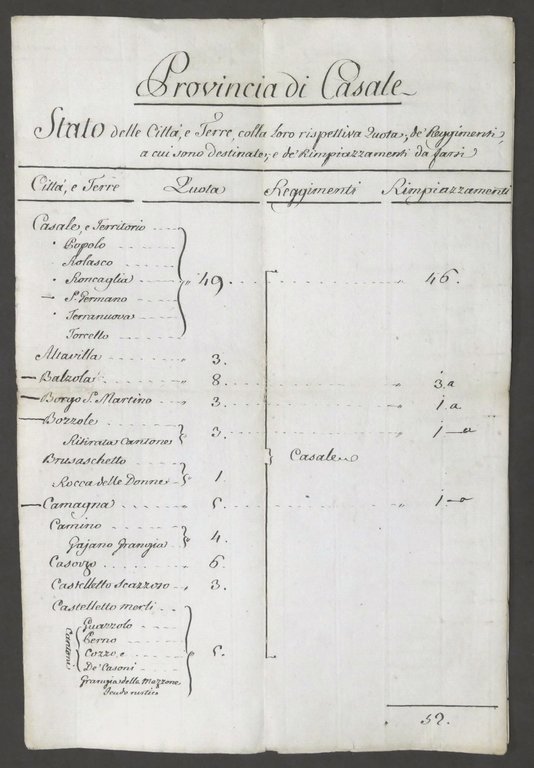 Provincia di Casale
Stato delle Città, e Terre, colla loro rispettiva Quota, de' Reggimenti,
a cui sono destinate, e de' Rimpiazzamenti da farsi
Città, e Terre Quota Reggimenti Rimpiazzamenti
Casale, e Territorio
Popolo
Rolasco
Roncaglia 49. 46.
S. Germano
Terranuova
Torcello
Altavilla 3.
Balzola 8. 3. a
Borgo S. Martino 3. 1. a
Bozzole
Ritirata Cantone 3. 1 a
Brusaschetto Casale
Rocca delle Donne 1.
Camagna 5. 1 a
Camino
Gajano Grangia 4.
Casorzo 6.
Castelletto Scazzoso 3.
Castelletto merli
Guazzolo
Cerno
Cantoni Cozzo, e 5.
De' Casoni
Grangia della Mezzone
feudo rustico
52.